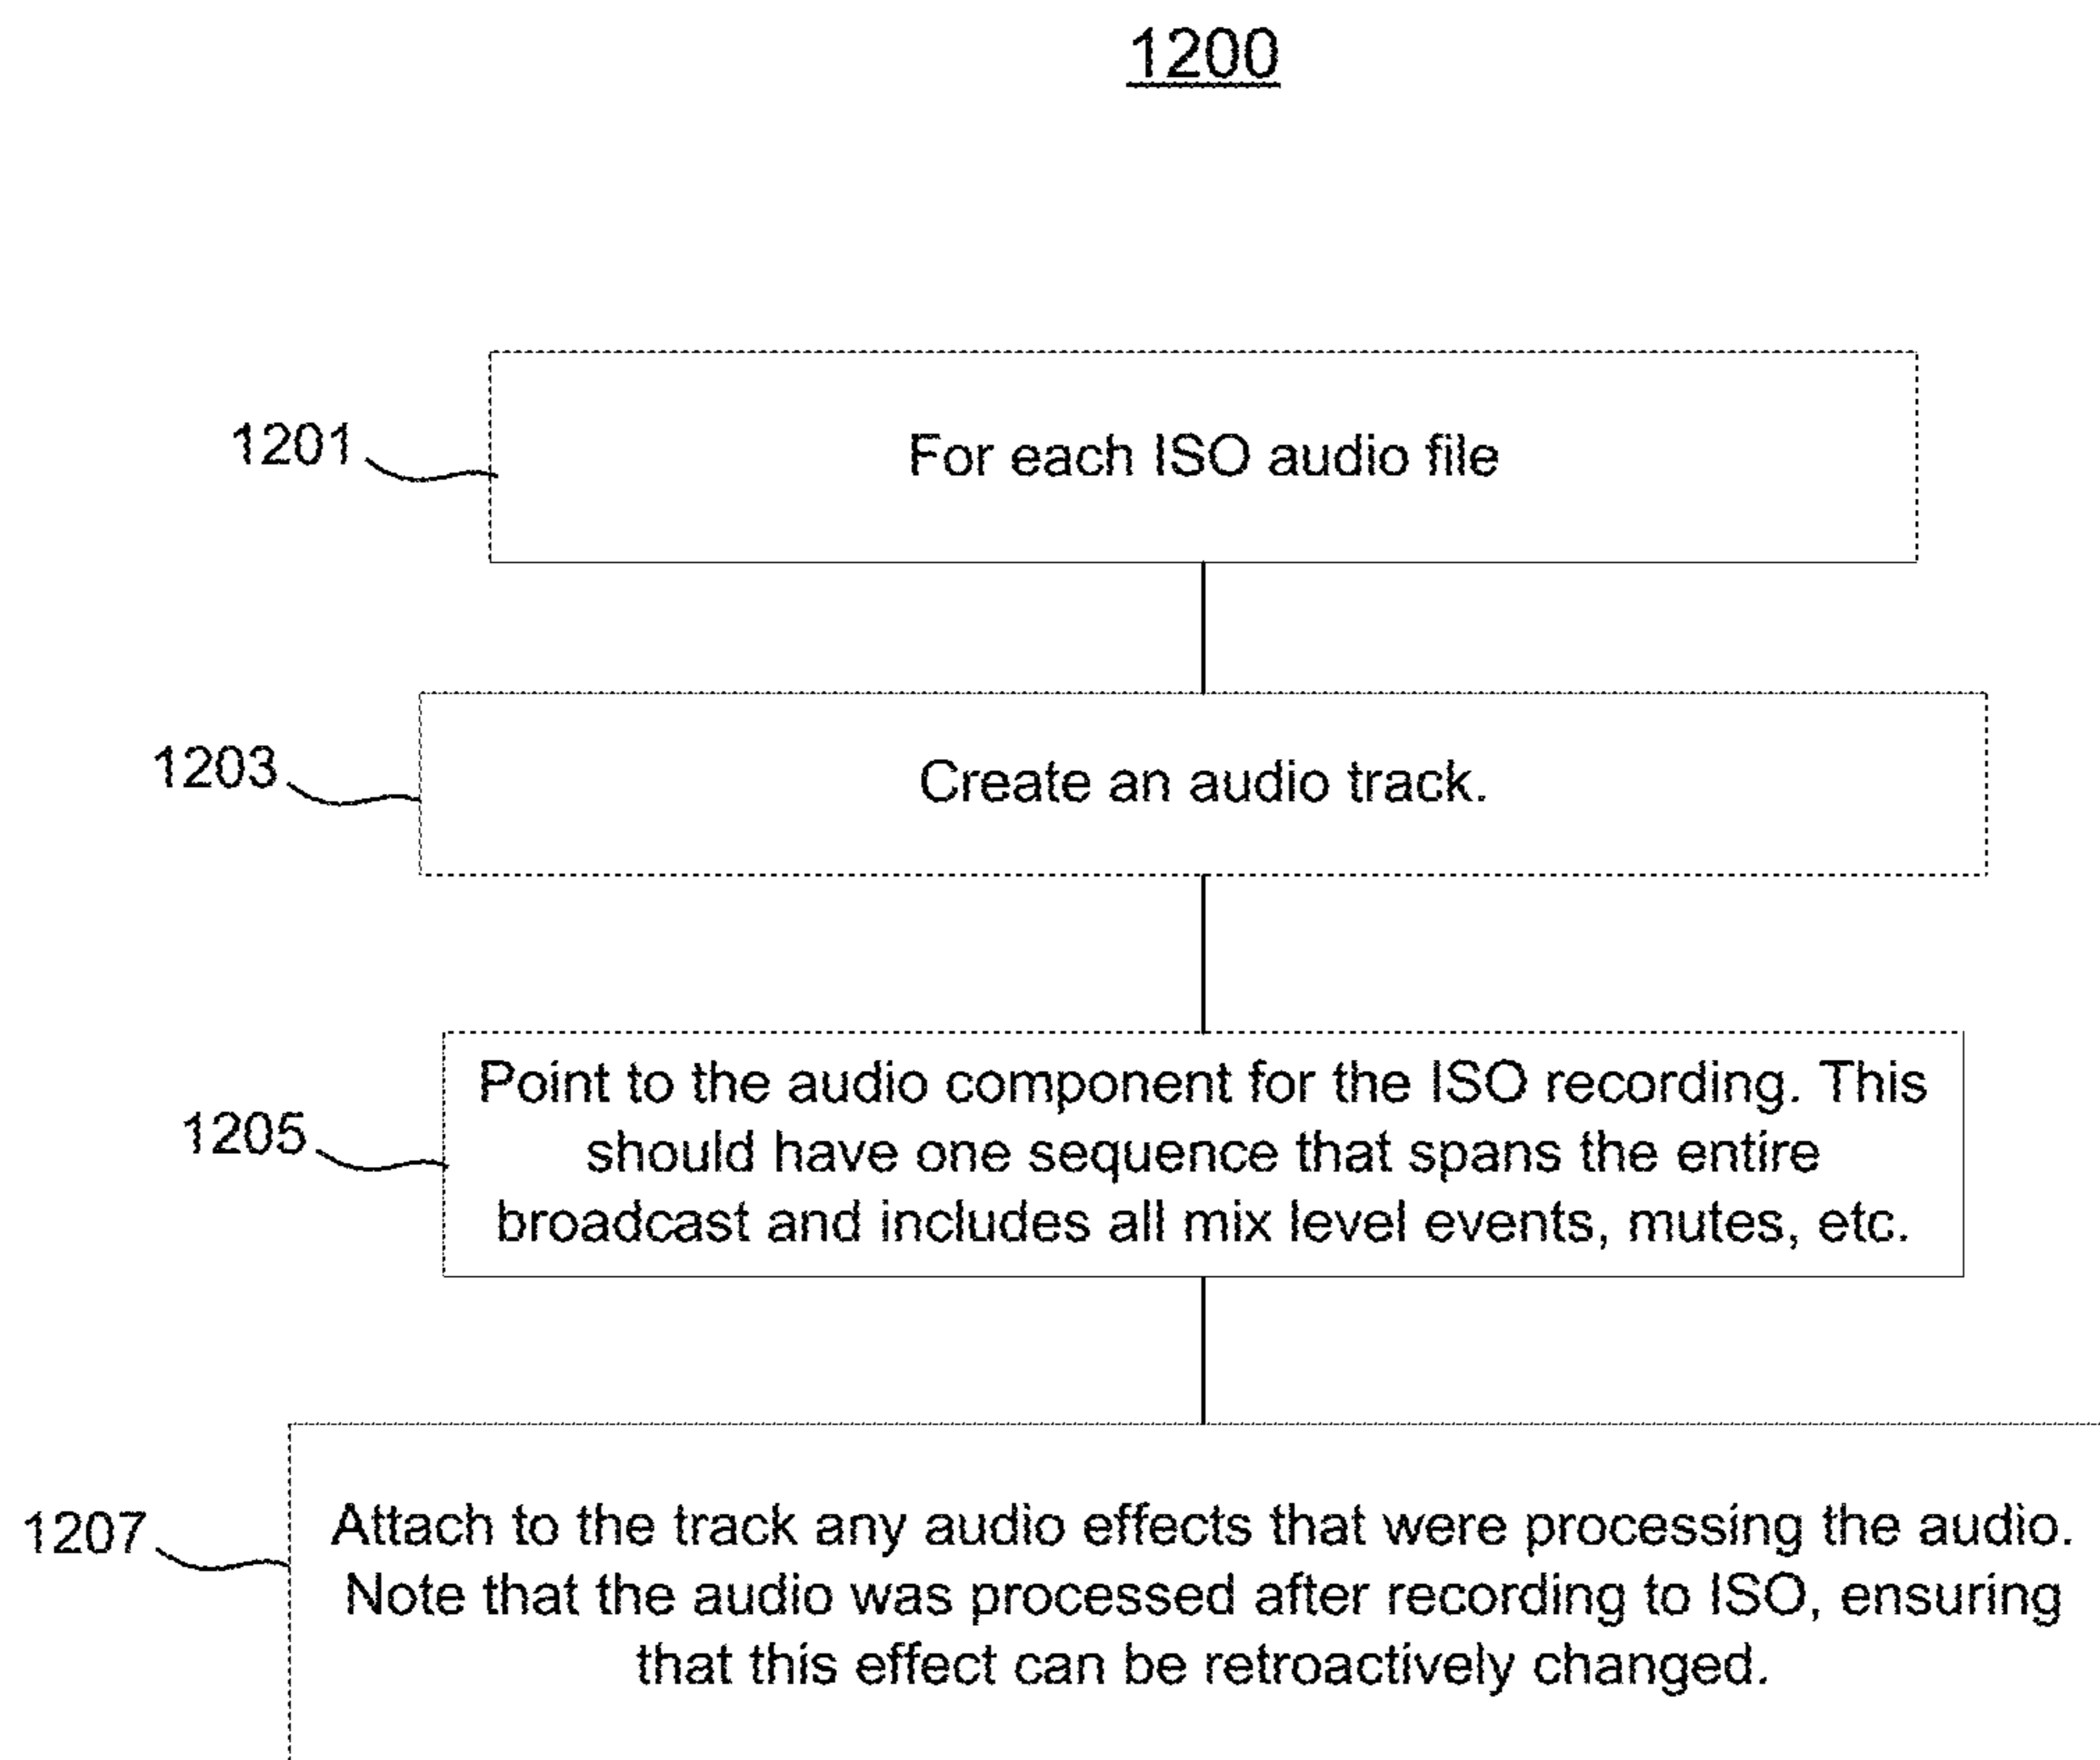 1200
1201
For each ISO audio file
1203
Create an audio track.
1205
Point to the audio component for the ISO recording. This
should have one sequence that spans the entire
broadcast and includes all mix level events, mutes, etc.
1207
Attach to the track any audio effects that were processing the audio.
Note that the audio was processed after recording to ISO, ensuring
that this effect can be retroactively changed.